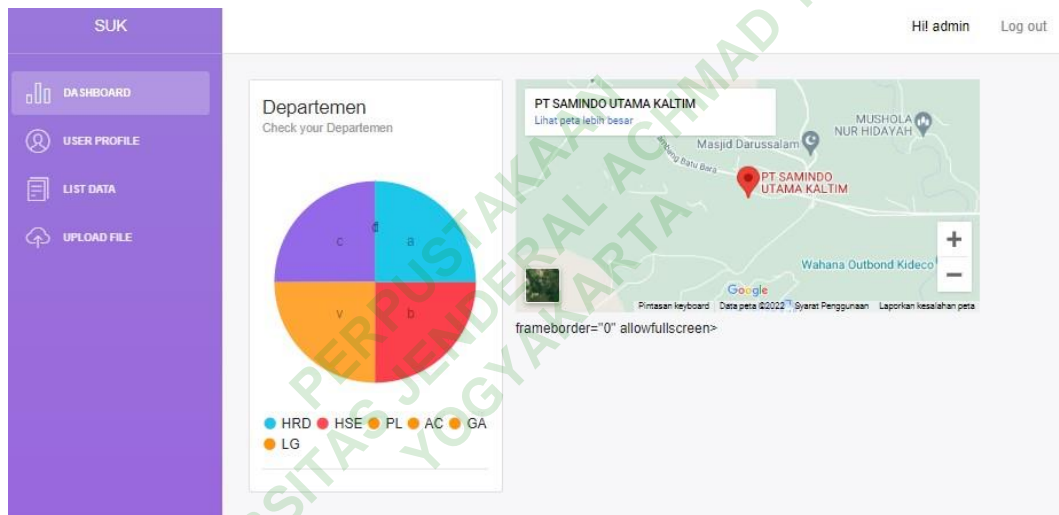 SUK
Hi! admin Log out
DASHBOARD
USER PROFILE
LIST DATA
UPLOAD FILE
Departemen
Check your Departemen
c
d
a
v
b
HRD HSE PL AC GA
LG
PT SAMINDO UTAMA KALTIM
Lihat peta lebih besar
MUSHOLA
NUR HIDAYAH
Masjid Darussalam
Batu Bera
PT SAMINDO
UTAMA KALTIM
Wahana Outbond Kideco
+
−
Google
Pintasan keyboard Data peta ©2022 Syarat Penggunaan Laporkan kesalahan peta
frameborder="0" allowfullscreen>
PERPUSTAKAAN
SITAS JENDERAL ACHMAD
YOGYAKARTA